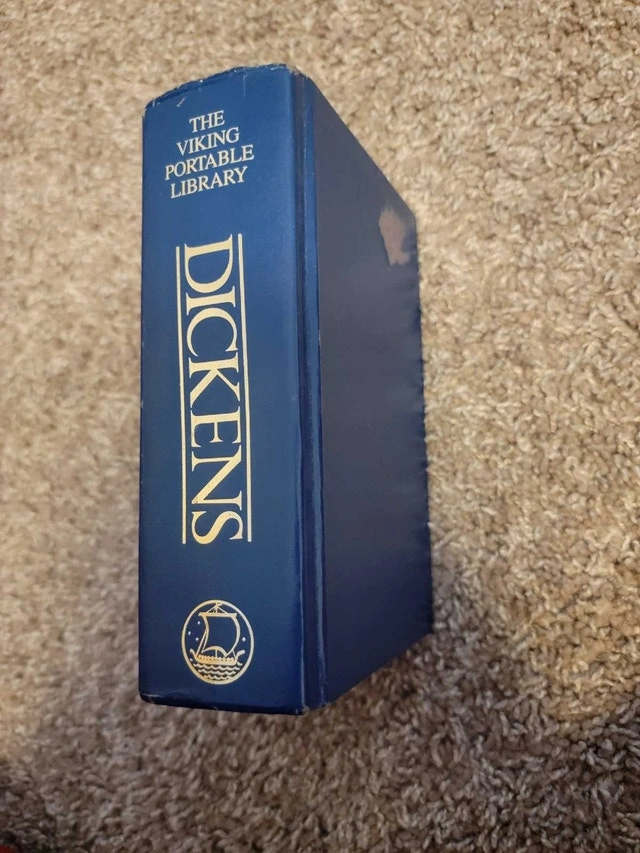 THE
VIKING
PORTABLE
LIBRARY
DICKENS